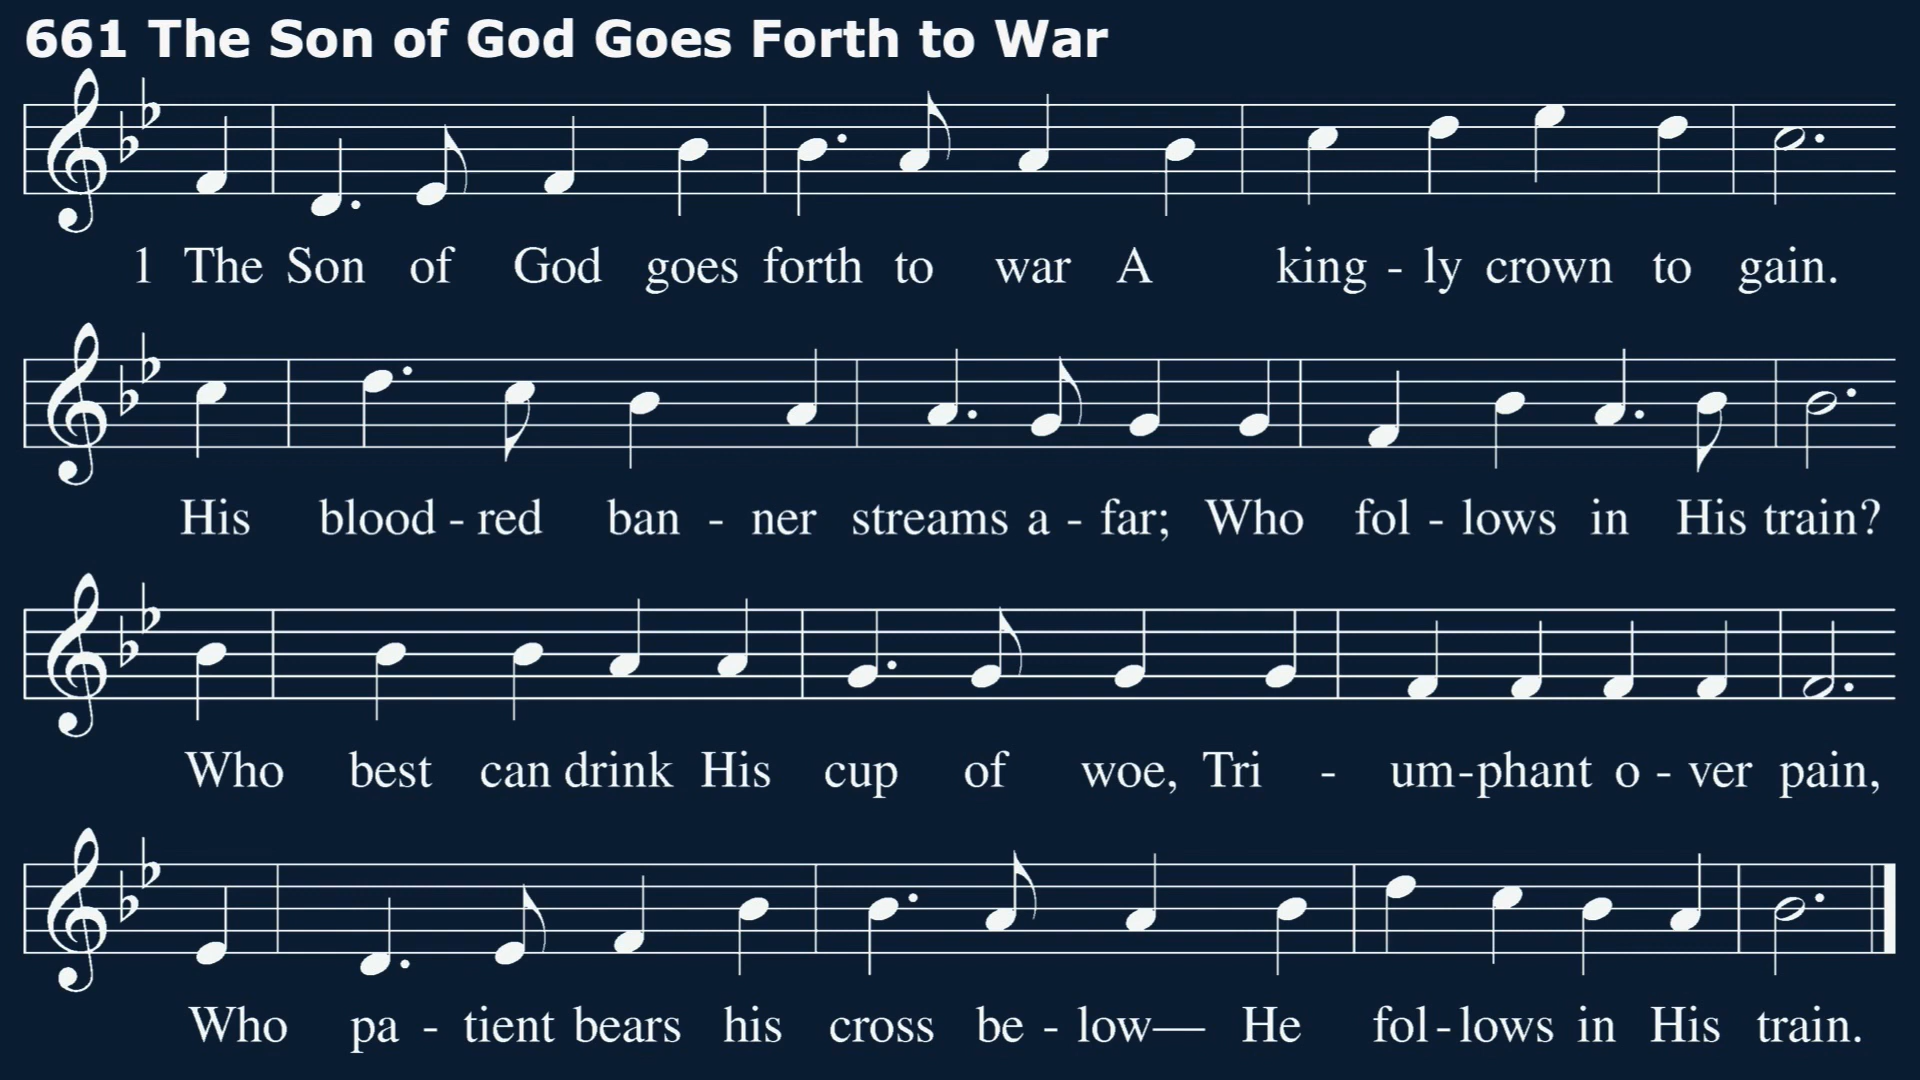 661 The Son of God Goes Forth to War
1 The Son of God goes forth to war A king - ly crown to gain.
His blood - red ban - ner streams a - far; Who fol - lows in His train?
Who best can drink His cup of woe, Tri - um - phant o - ver pain,
Who pa - tient bears his cross be - low— He fol - lows in His train.